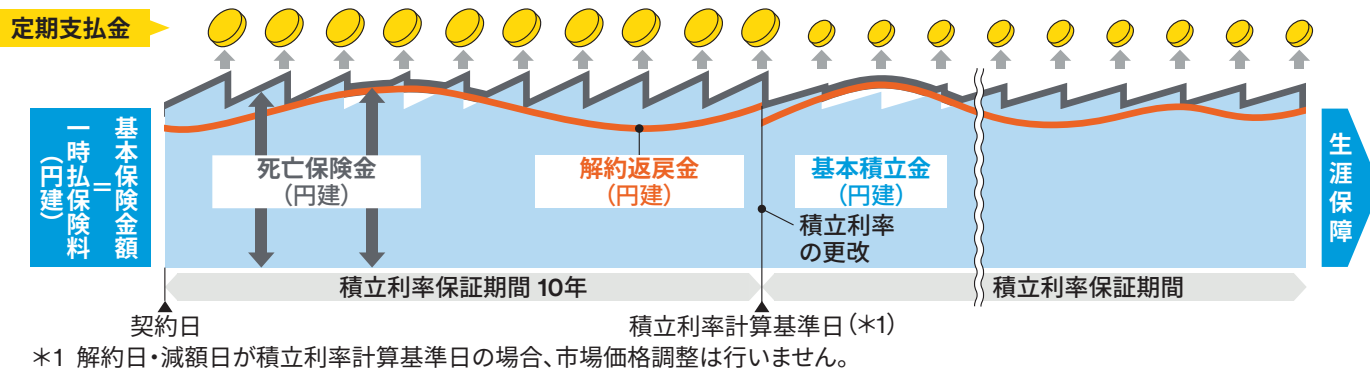 定期支払金
基本保険金額
=
一時払保険料
(円建)
死亡保険金
(円建)
解約返戻金
(円建)
基本積立金
(円建)
積立利率
の更改
生涯保障
積立利率保証期間 10年
積立利率保証期間
契約日
積立利率計算基準日(＊1)
＊1 解約日・減額日が積立利率計算基準日の場合、市場価格調整は行いません。